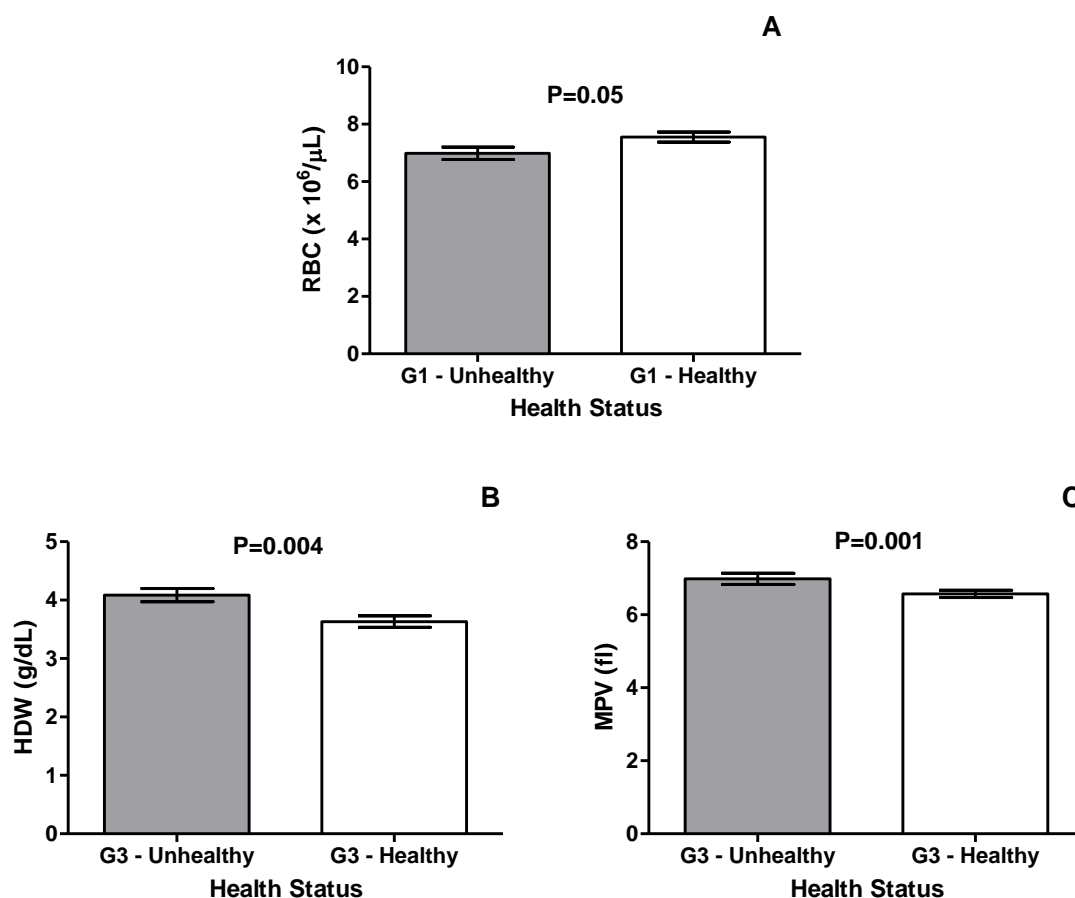 A
P=0.05
RBC (x 10⁶/μL)
10
8
6
4
2
0
G1 - Unhealthy G1 - Healthy
Health Status
B
P=0.004
HDW (g/dL)
5
4
3
2
1
0
G3 - Unhealthy G3 - Healthy
Health Status
C
P=0.001
MPV (fl)
8
6
4
2
0
G3 - Unhealthy G3 - Healthy
Health Status